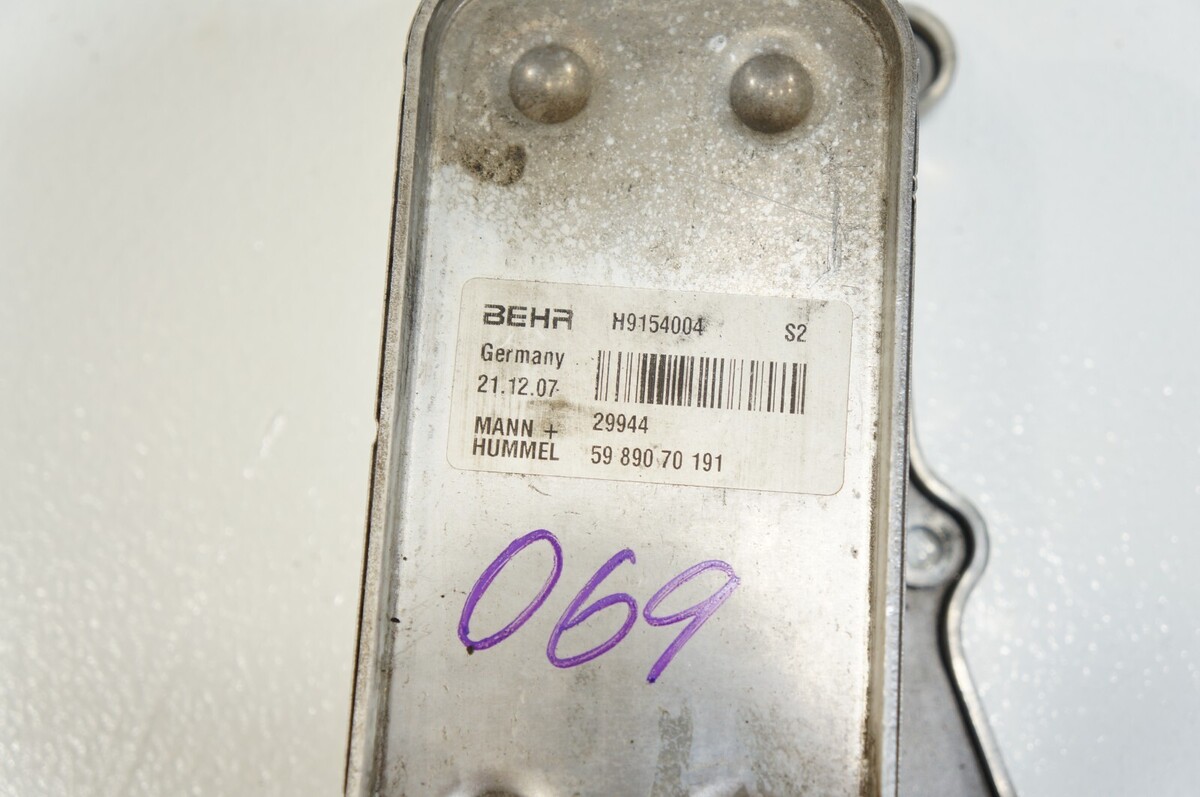 BEHR H9154004 S2
Germany
21.12.07
29944
MANN +
HUMMEL 59 890 70 191
069